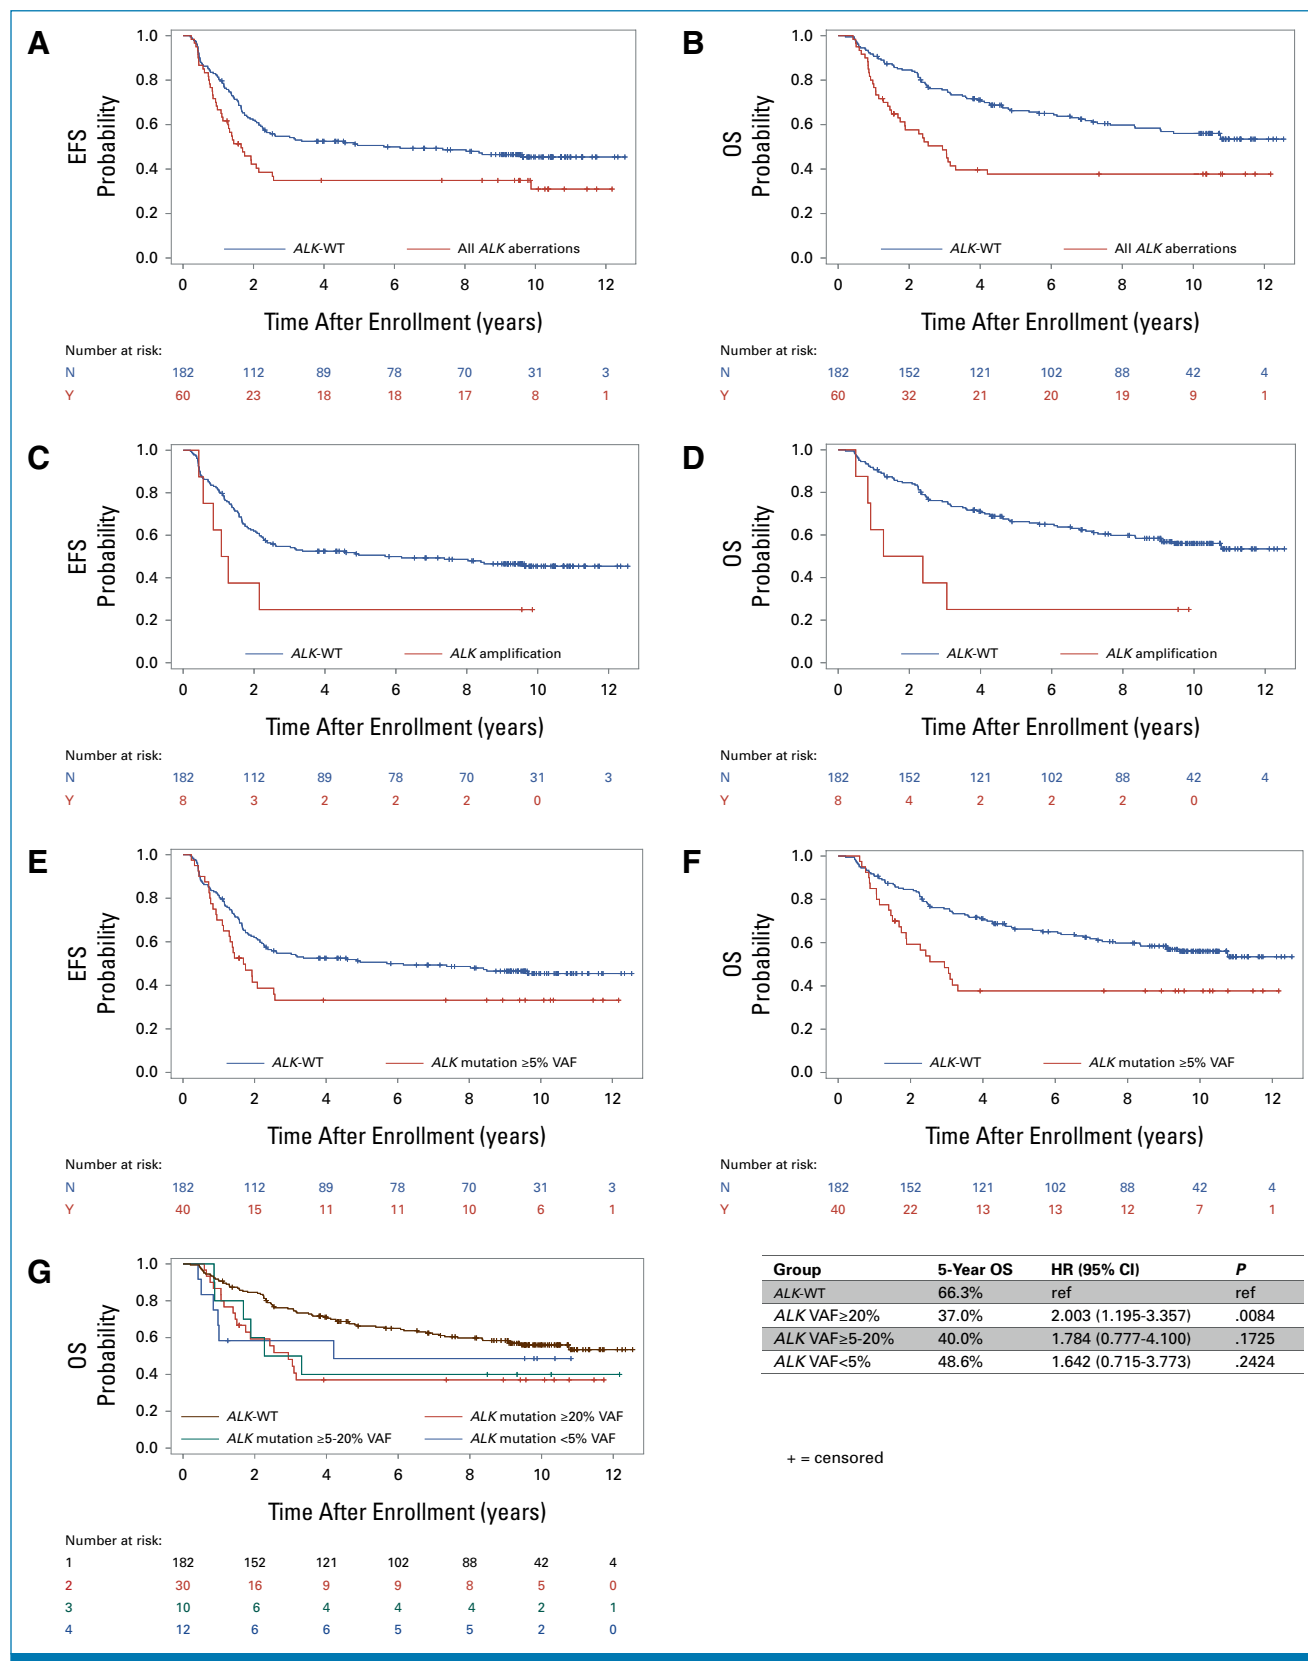 A
1.0
0.8
0.6
0.4
0.2
0.0
EFS
Probability
ALK-WT All ALK aberrations
0 2 4 6 8 10 12
Time After Enrollment (years)
Number at risk:
N 182 112 89 78 70 31 3
Y 60 23 18 18 17 8 1
B
1.0
0.8
0.6
0.4
0.2
0.0
OS
Probability
ALK-WT All ALK aberrations
0 2 4 6 8 10 12
Time After Enrollment (years)
Number at risk:
N 182 152 121 102 88 42 4
Y 60 32 21 20 19 9 1
C
1.0
0.8
0.6
0.4
0.2
0.0
EFS
Probability
ALK-WT ALK amplification
0 2 4 6 8 10 12
Time After Enrollment (years)
Number at risk:
N 182 112 89 78 70 31 3
Y 8 3 2 2 2 0
D
1.0
0.8
0.6
0.4
0.2
0.0
OS
Probability
ALK-WT ALK amplification
0 2 4 6 8 10 12
Time After Enrollment (years)
Number at risk:
N 182 152 121 102 88 42 4
Y 8 4 2 2 2 0
E
1.0
0.8
0.6
0.4
0.2
0.0
EFS
Probability
ALK-WT ALK mutation ≥5% VAF
0 2 4 6 8 10 12
Time After Enrollment (years)
Number at risk:
N 182 112 89 78 70 31 3
Y 40 15 11 11 10 6 1
F
1.0
0.8
0.6
0.4
0.2
0.0
OS
Probability
ALK-WT ALK mutation ≥5% VAF
0 2 4 6 8 10 12
Time After Enrollment (years)
Number at risk:
N 182 152 121 102 88 42 4
Y 40 22 13 13 12 7 1
G
1.0
0.8
0.6
0.4
0.2
0.0
OS
Probability
ALK-WT ALK mutation ≥20% VAF
ALK mutation ≥5-20% VAF ALK mutation <5% VAF
0 2 4 6 8 10 12
Time After Enrollment (years)
Number at risk:
1 182 152 121 102 88 42 4
2 30 16 9 9 8 5 0
3 10 6 4 4 4 2 1
4 12 6 6 5 5 2 0
Group 5-Year OS HR (95% CI) P
ALK-WT 66.3% ref ref
ALK VAF≥20% 37.0% 2.003 (1.195-3.357) .0084
ALK VAF≥5-20% 40.0% 1.784 (0.777-4.100) .1725
ALK VAF<5% 48.6% 1.642 (0.715-3.773) .2424
+ = censored